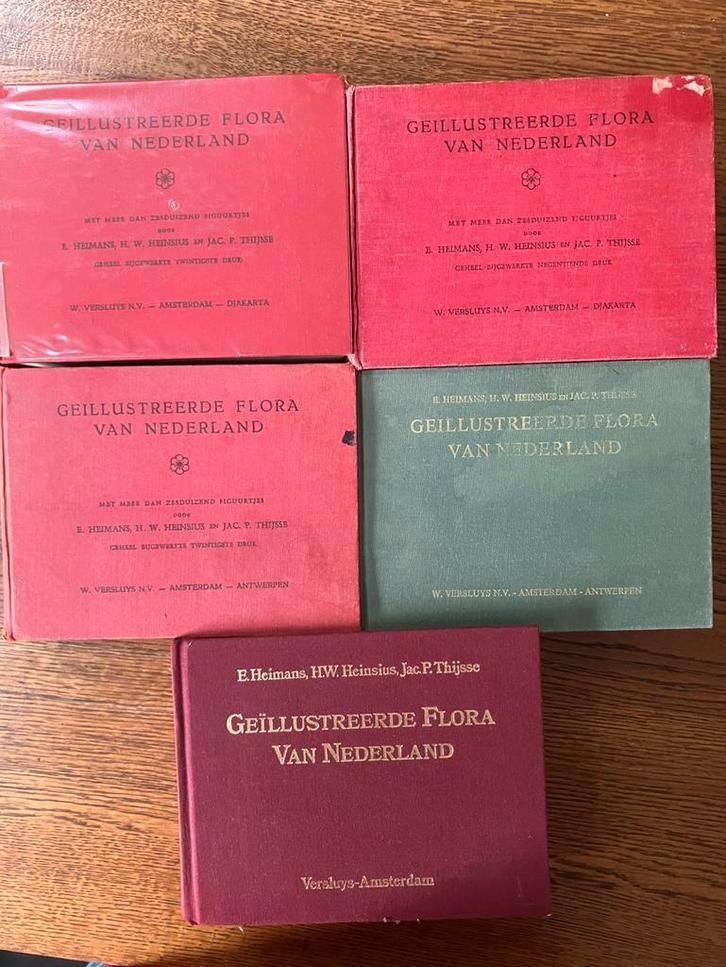 GEILLUSTREERDE FLORA
VAN NEDERLAND
MET MEER DAN ZESDUIZEND FIGUURTJES
DOOR
E. HEIMANS, H. W. HEINSIUS EN JAC. P. THIJSSE
GEHEEL BIJGEWERKTE TWINTIGSTE DRUK
W. VERSLUYS N.V. — AMSTERDAM — DJAKARTA
GEILLUSTREERDE FLORA
VAN NEDERLAND
MET MEER DAN ZESDUIZEND FIGUURTJES
DOOR
E. HEIMANS, H. W. HEINSIUS EN JAC. P. THIJSSE
GEHEEL BIJGEWERKTE NEGENTIENDE DRUK
W. VERSLUYS N.V. — AMSTERDAM — DJAKARTA
GEILLUSTREERDE FLORA
VAN NEDERLAND
MET MEER DAN ZESDUIZEND FIGUURTJES
DOOR
E. HEIMANS, H. W. HEINSIUS EN JAC. P. THIJSSE
GEHEEL BIJGEWERKTE TWINTIGSTE DRUK
W. VERSLUYS N.V. — AMSTERDAM — ANTWERPEN
E. HEIMANS, H. W. HEINSIUS EN JAC. P. THIJSSE
GEILLUSTREERDE FLORA
VAN NEDERLAND
W. VERSLUYS N.V. - AMSTERDAM - ANTWERPEN
E. Heimans, H.W. Heinsius, Jac. P. Thijsse
GEÏLLUSTREERDE FLORA
VAN NEDERLAND
Versluys-Amsterdam